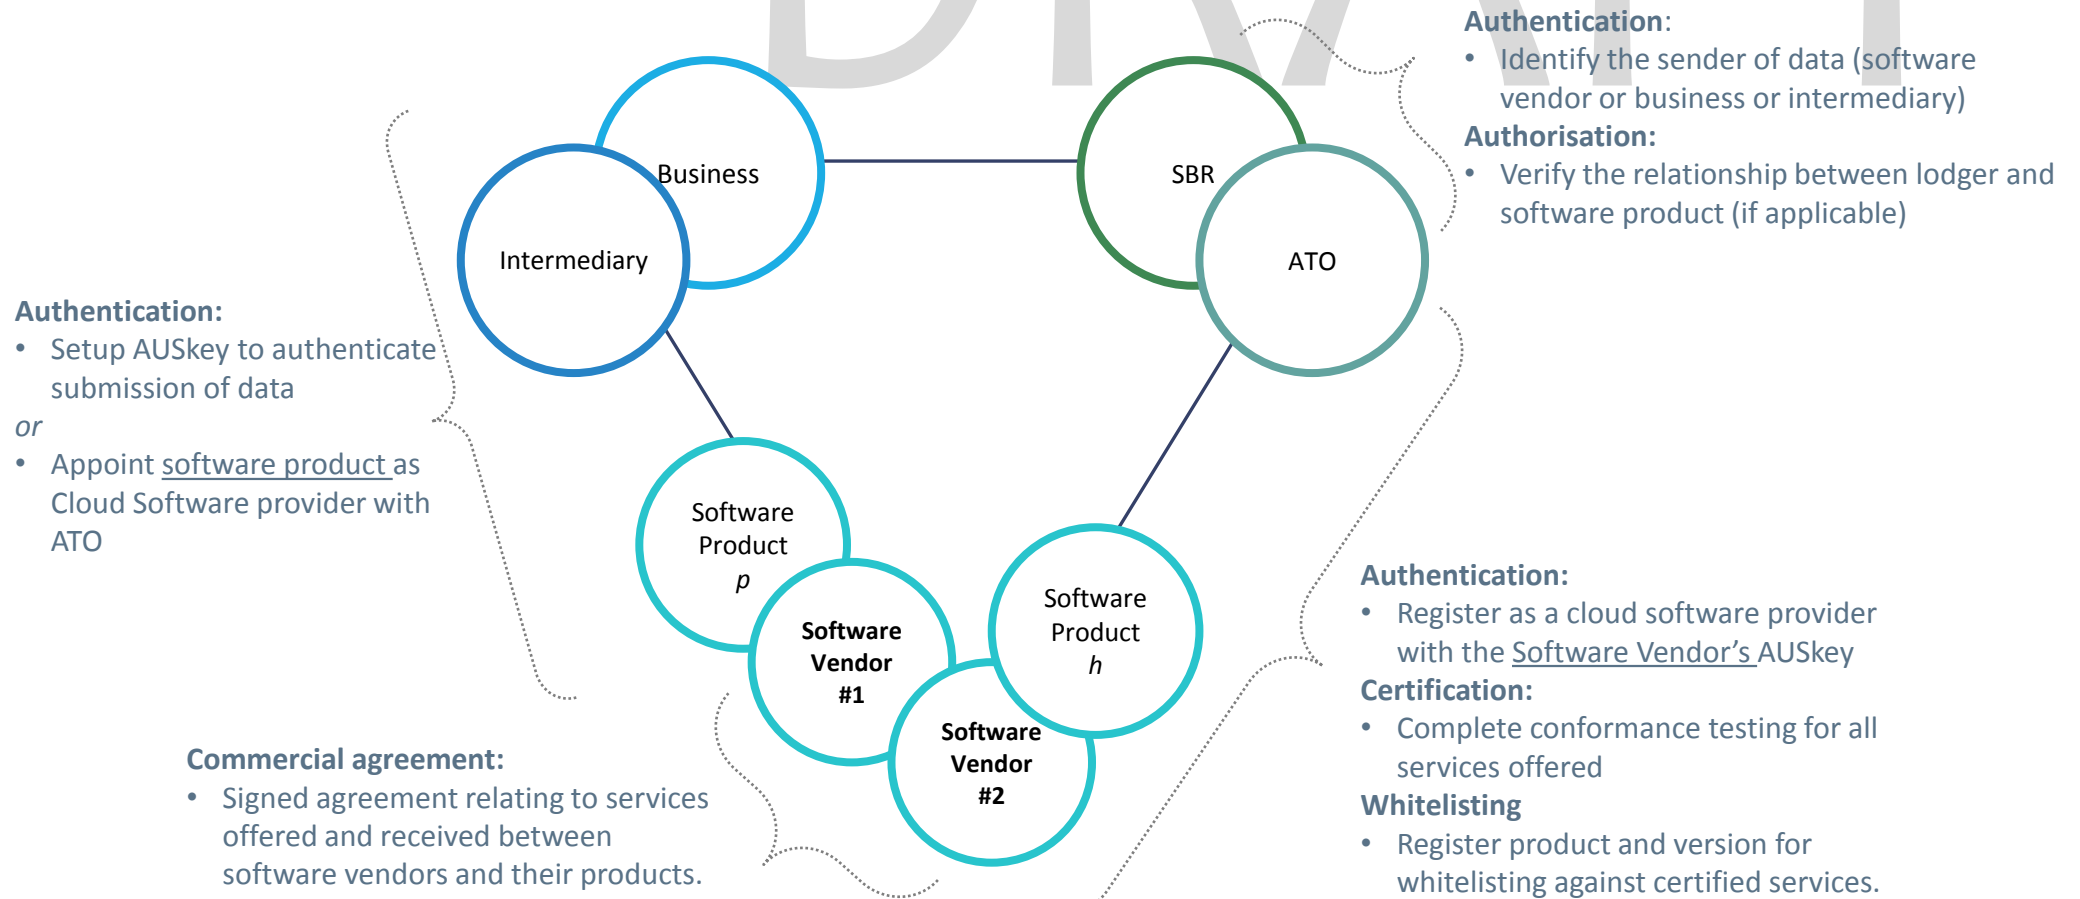 DRAFT
Authentication:
• Identify the sender of data (software
vendor or business or intermediary)
Authorisation:
• Verify the relationship between lodger and
software product (if applicable)
Business
SBR
Intermediary
ATO
Authentication:
• Setup AUSkey to authenticate
submission of data
or
• Appoint software product as
Cloud Software provider with
ATO
Software
Product
p
Software
Vendor
#1
Software
Product
h
Software
Vendor
#2
Authentication:
• Register as a cloud software provider
with the Software Vendor’s AUSkey
Certification:
• Complete conformance testing for all
services offered
Whitelisting
• Register product and version for
whitelisting against certified services.
Commercial agreement:
• Signed agreement relating to services
offered and received between
software vendors and their products.